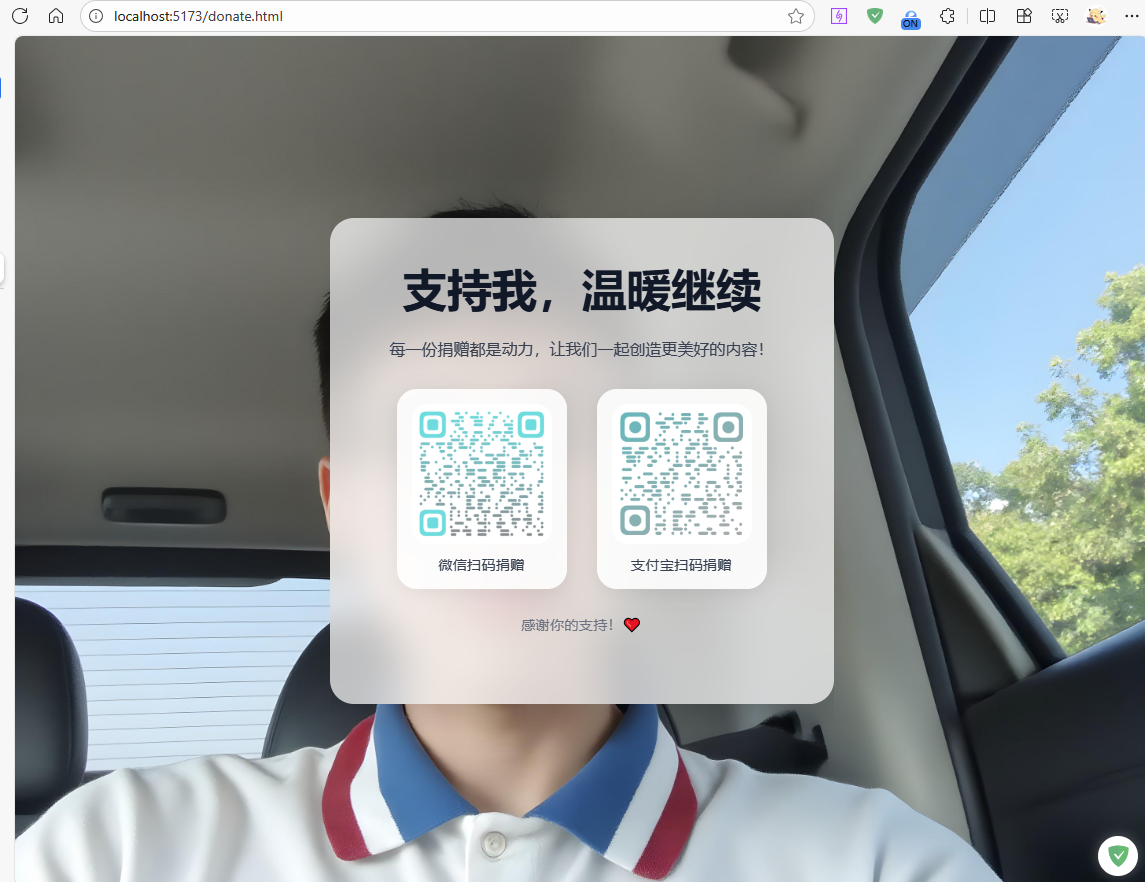 localhost:5173/donate.html
ON
支持我，温暖继续
每一份捐赠都是动力，让我们一起创造更美好的内容！
微信扫码捐赠
支付宝扫码捐赠
感谢你的支持！❤️